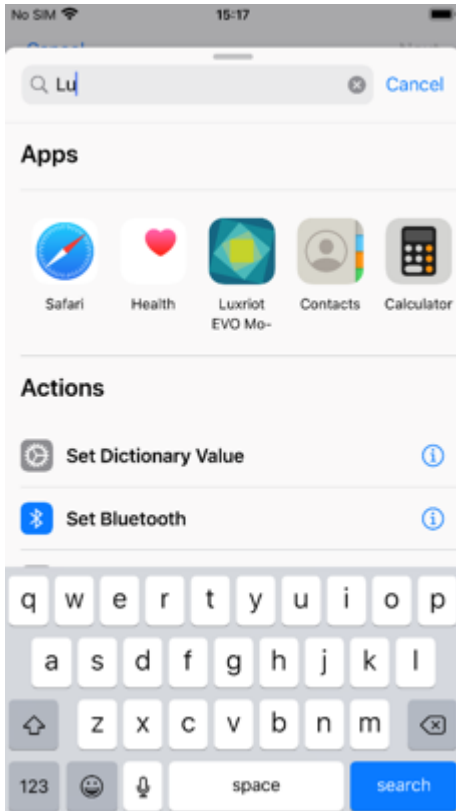 No SIM 15:17
Lu Cancel
Apps
Safari Health Luxriot EVO Mo- Contacts Calculator
Actions
Set Dictionary Value
Set Bluetooth
q w e r t y u i o p
a s d f g h j k l
z x c v b n m
123 space search